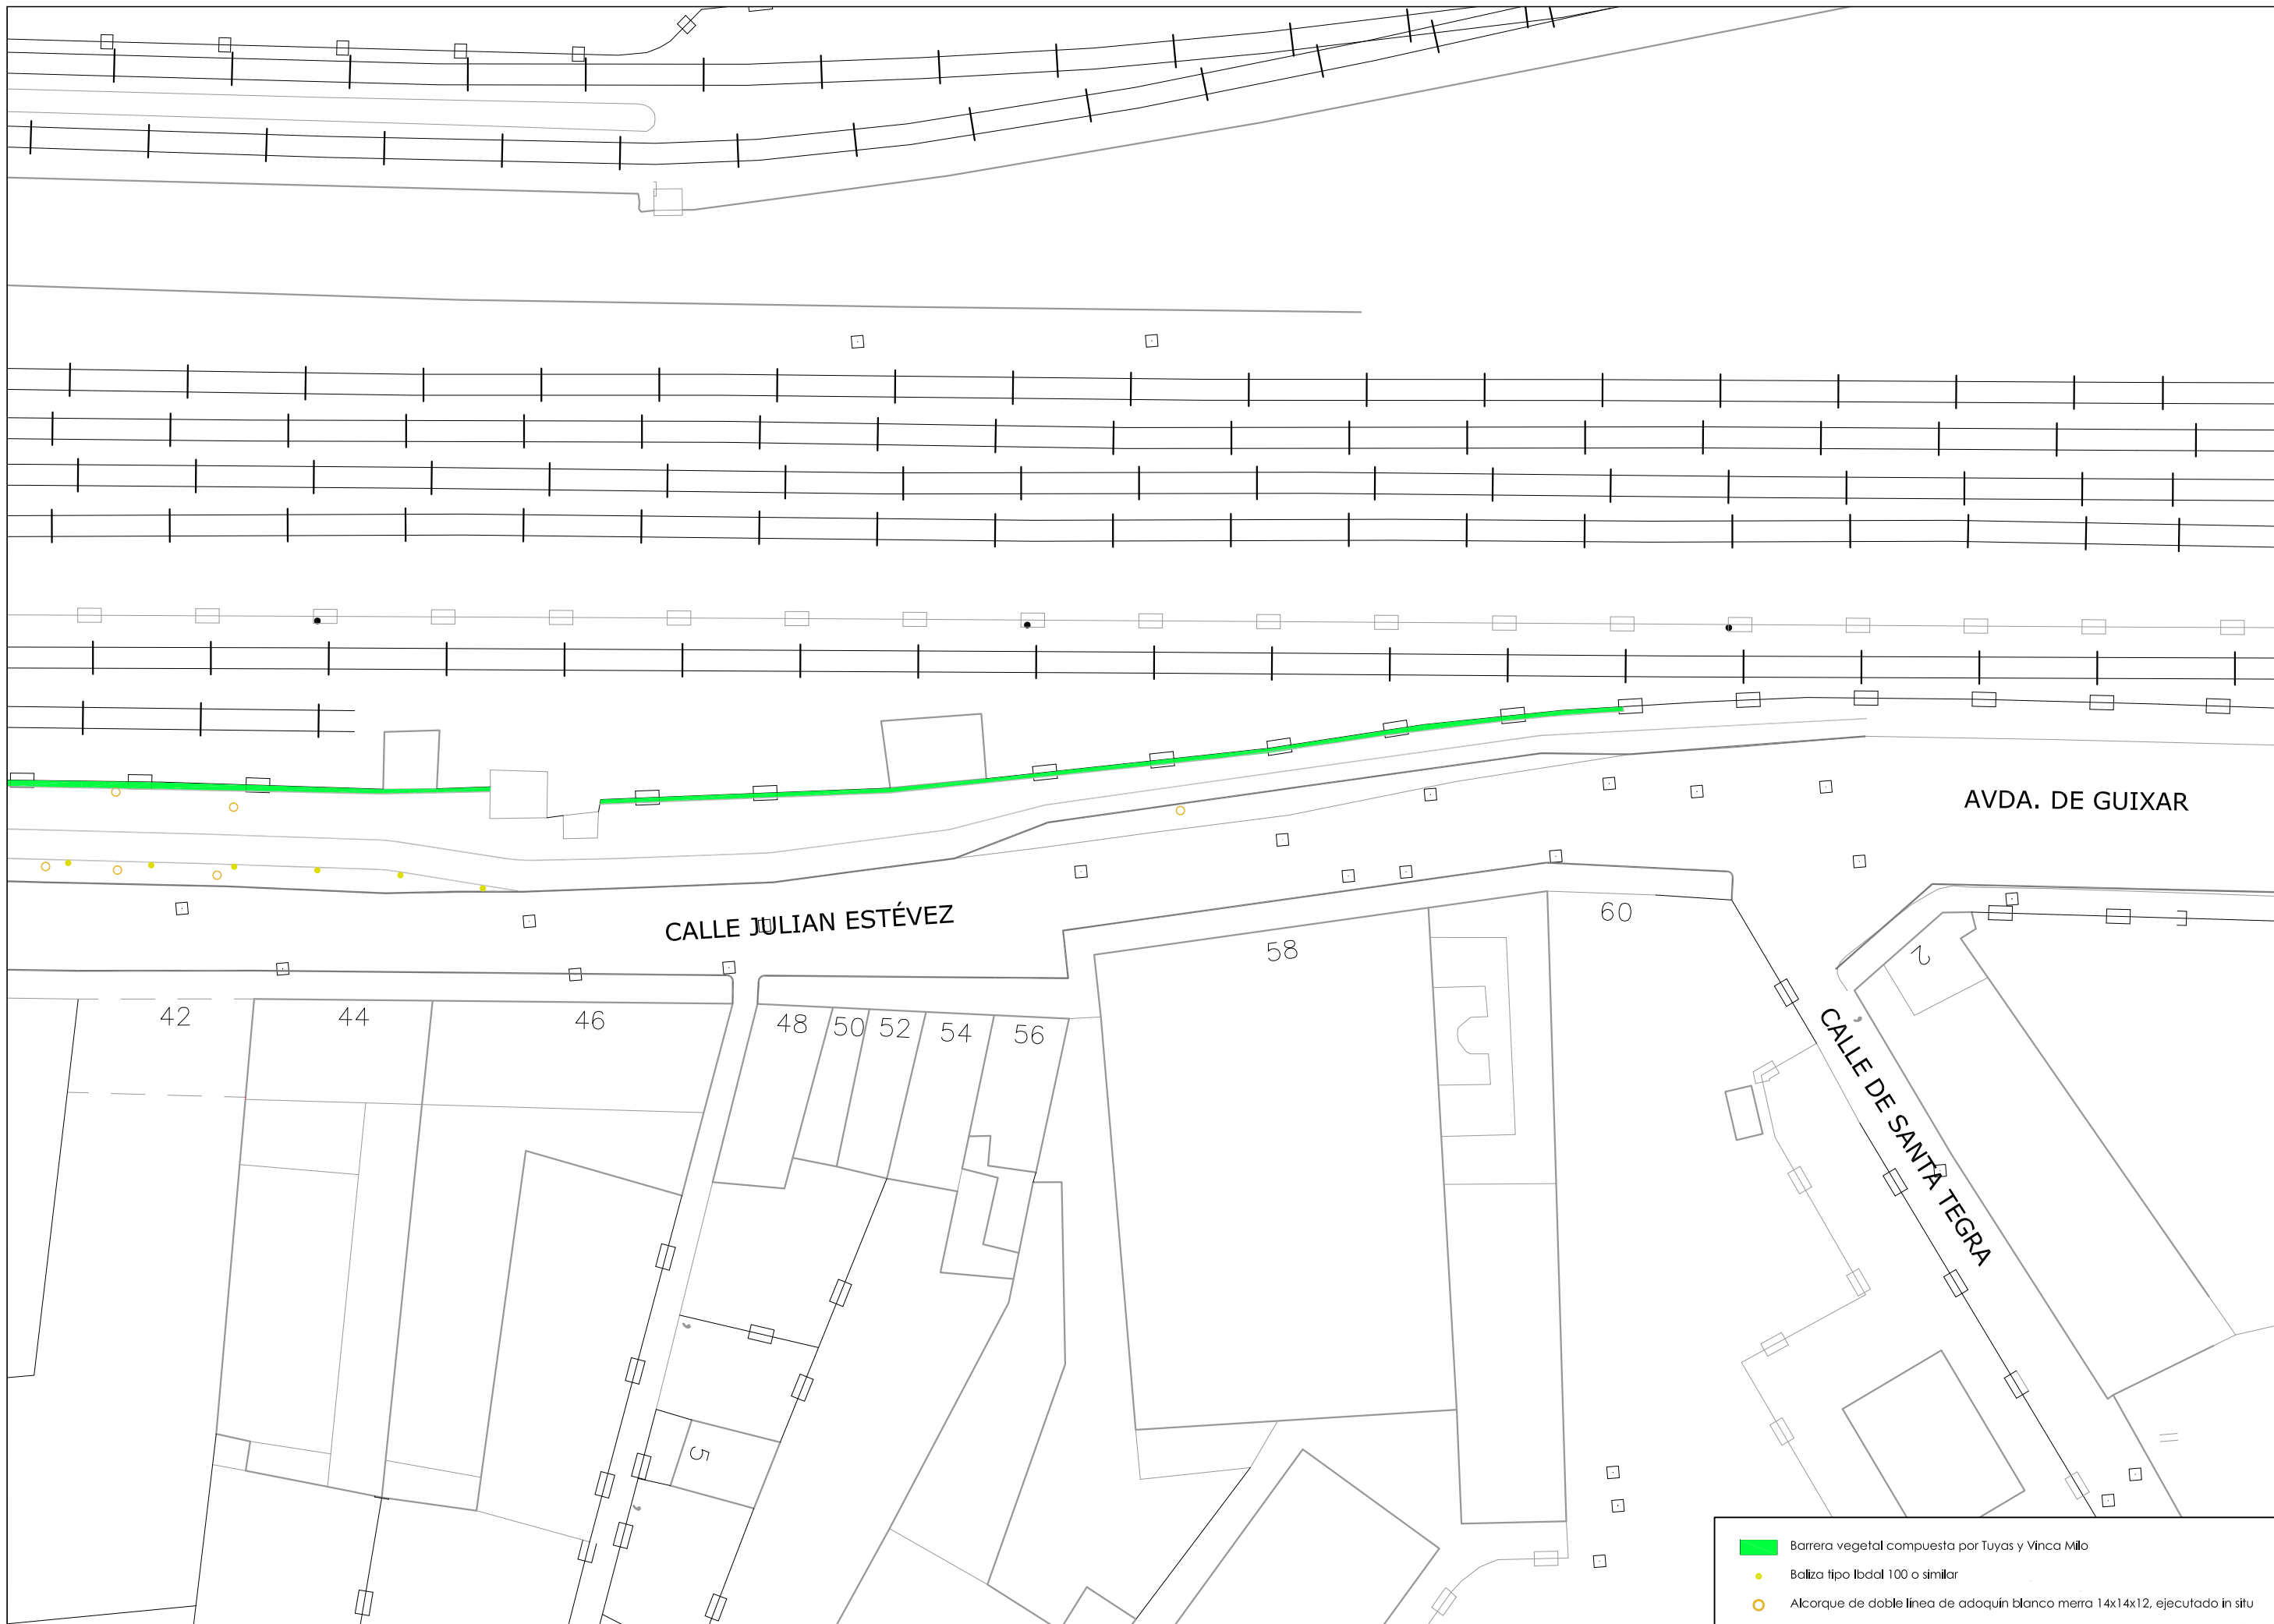 AVDA. DE GUIXAR
CALLE JULIAN ESTÉVEZ
60
58
2
42
44
46
48
50
52
54
56
CALLE DE SANTA TEGRA
5
Barrera vegetal compuesta por Tuyas y Vinca Milo
Baliza tipo Ibdal 100 o similar
Alcorque de doble línea de adoquín blanco merra 14x14x12, ejecutado in situ